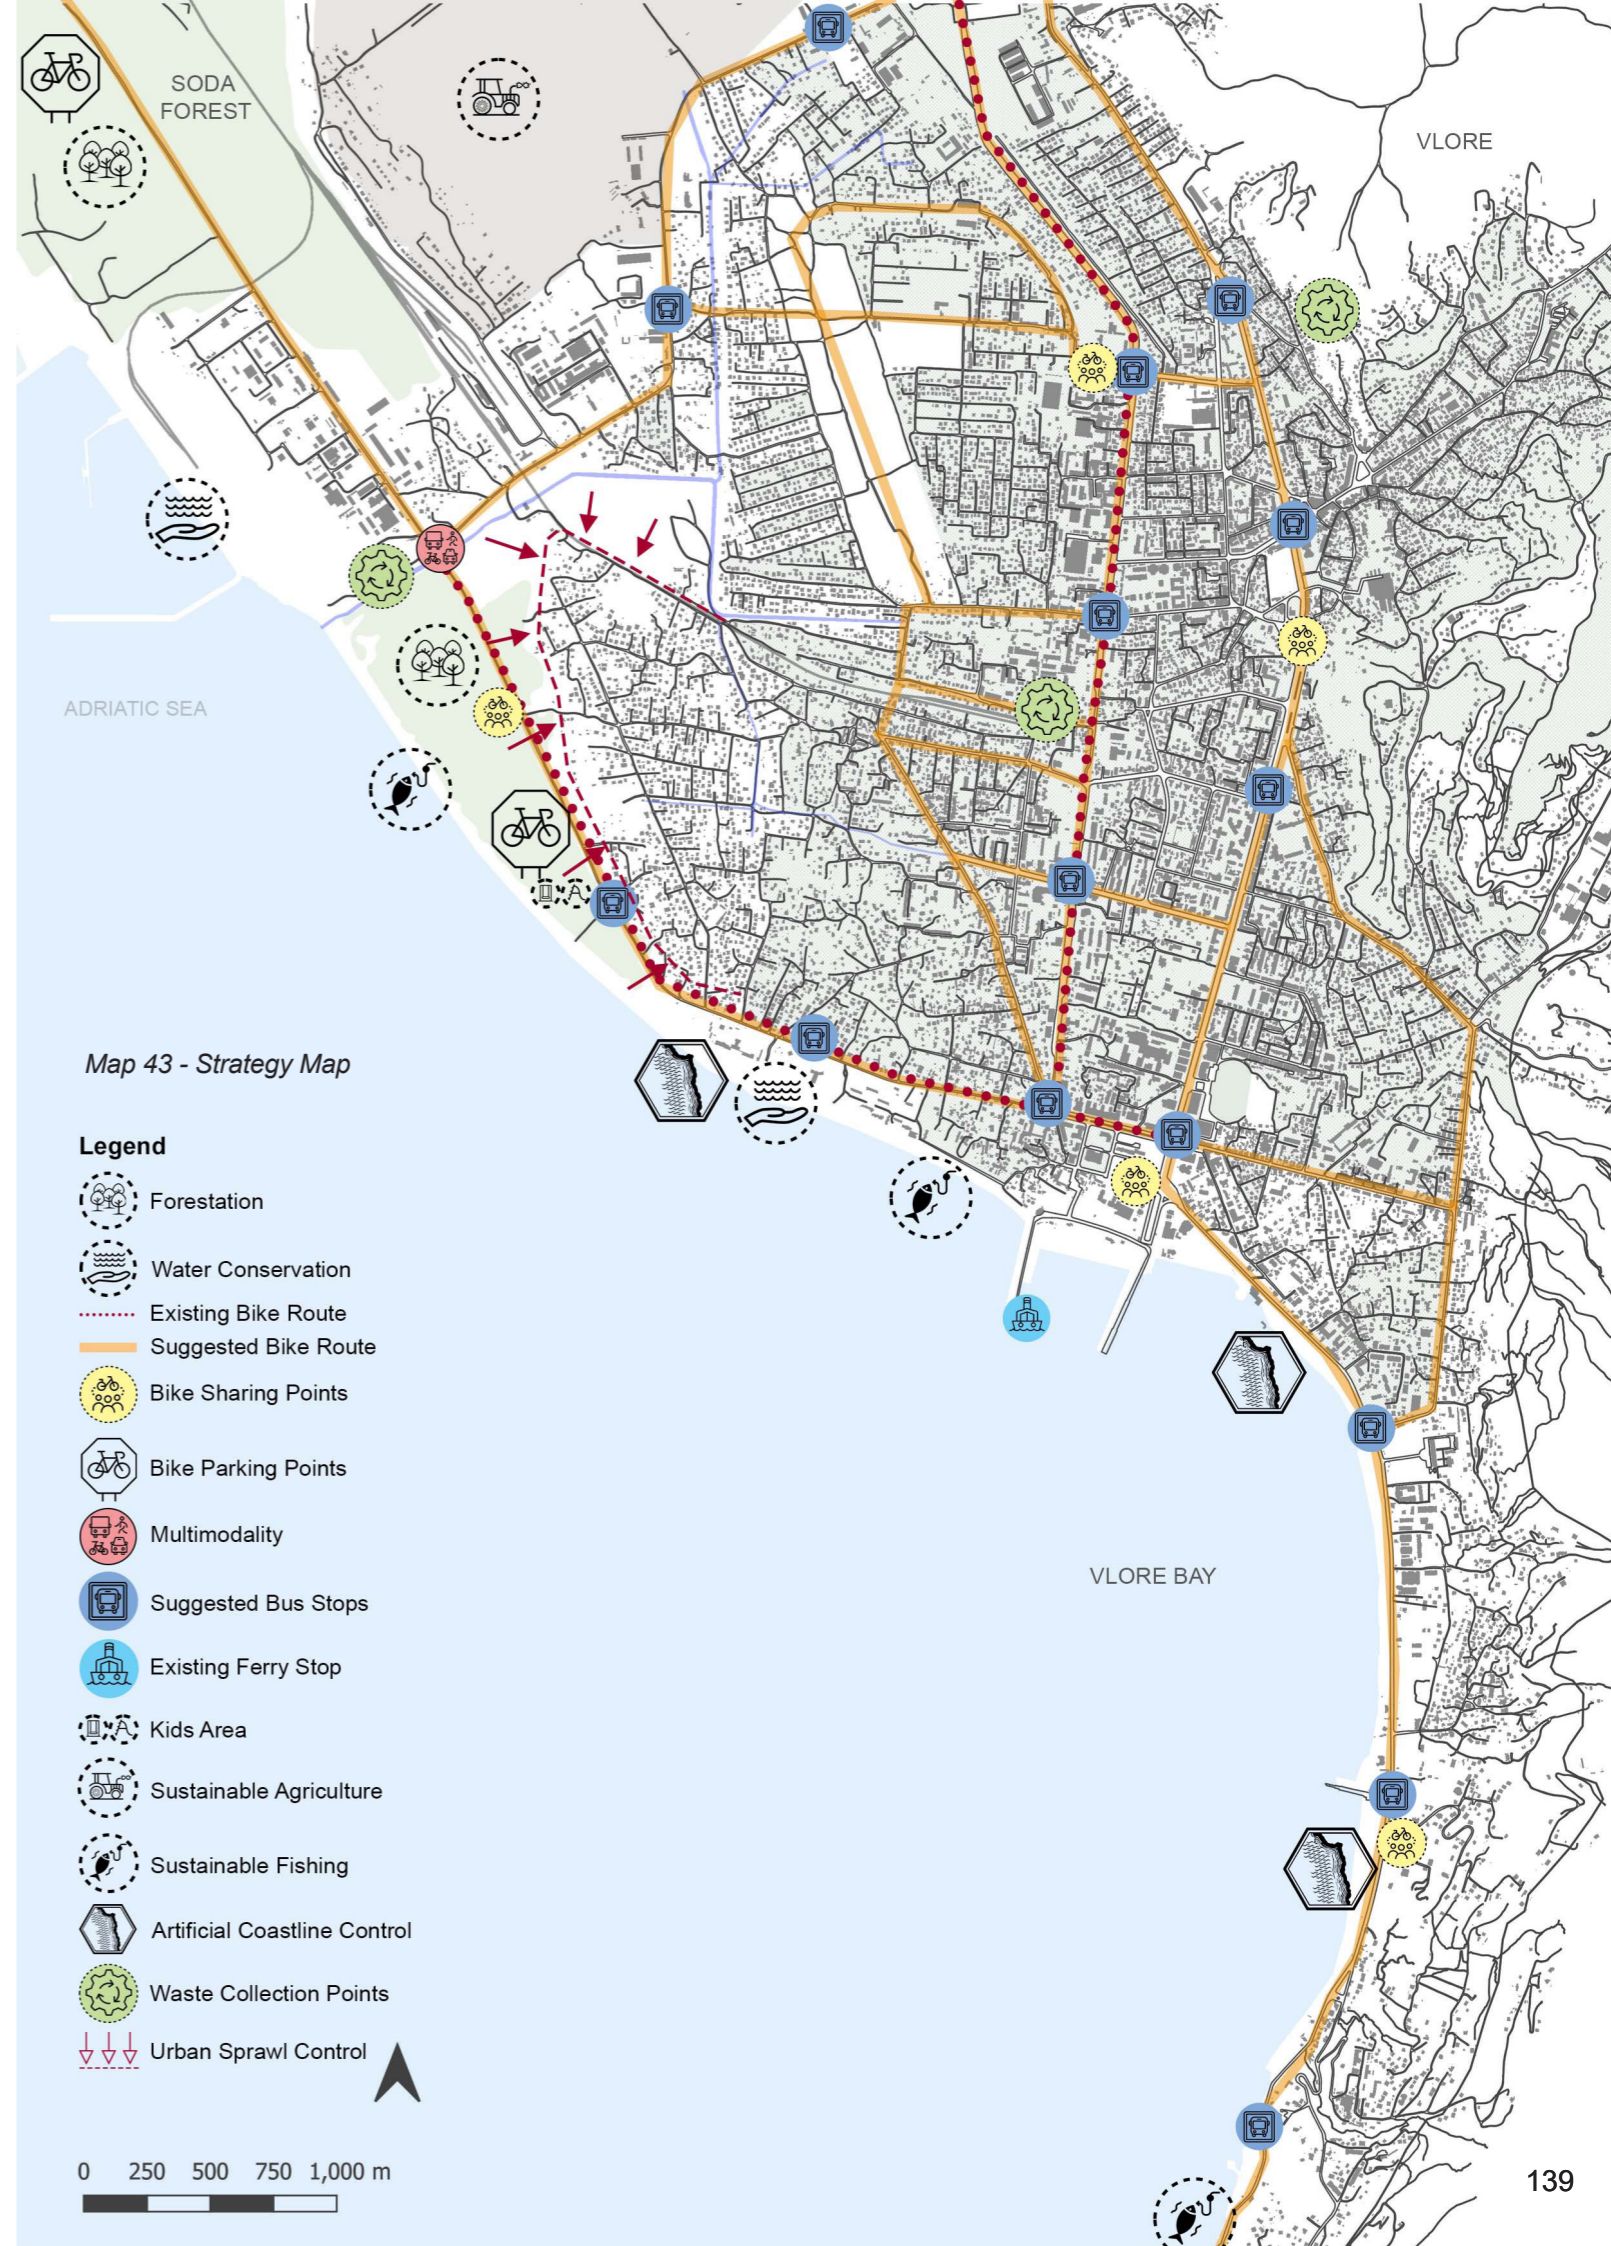 SODA
FOREST
VLORE
ADRIATIC SEA
Map 43 - Strategy Map
Legend
Forestation
Water Conservation
Existing Bike Route
Suggested Bike Route
Bike Sharing Points
Bike Parking Points
Multimodality
Suggested Bus Stops
VLORE BAY
Existing Ferry Stop
Kids Area
Sustainable Agriculture
Sustainable Fishing
Artificial Coastline Control
Waste Collection Points
Urban Sprawl Control
0 250 500 750 1,000 m
139